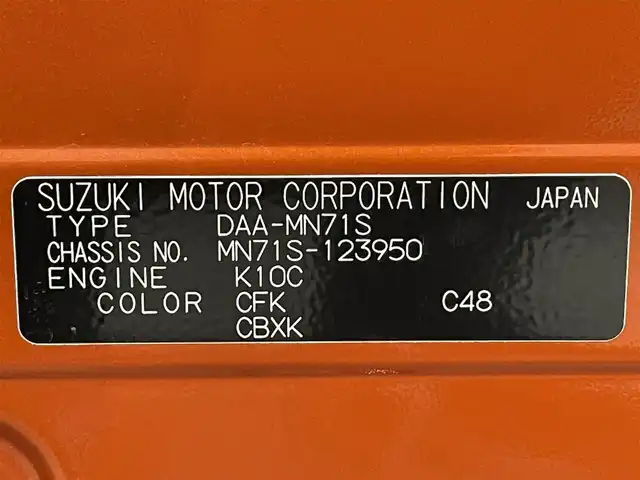 SUZUKI MOTOR CORPORATION JAPAN
TYPE DAA-MN71S
CHASSIS NO. MN71S-123950
ENGINE K10C
COLOR CFK C48
CBXK